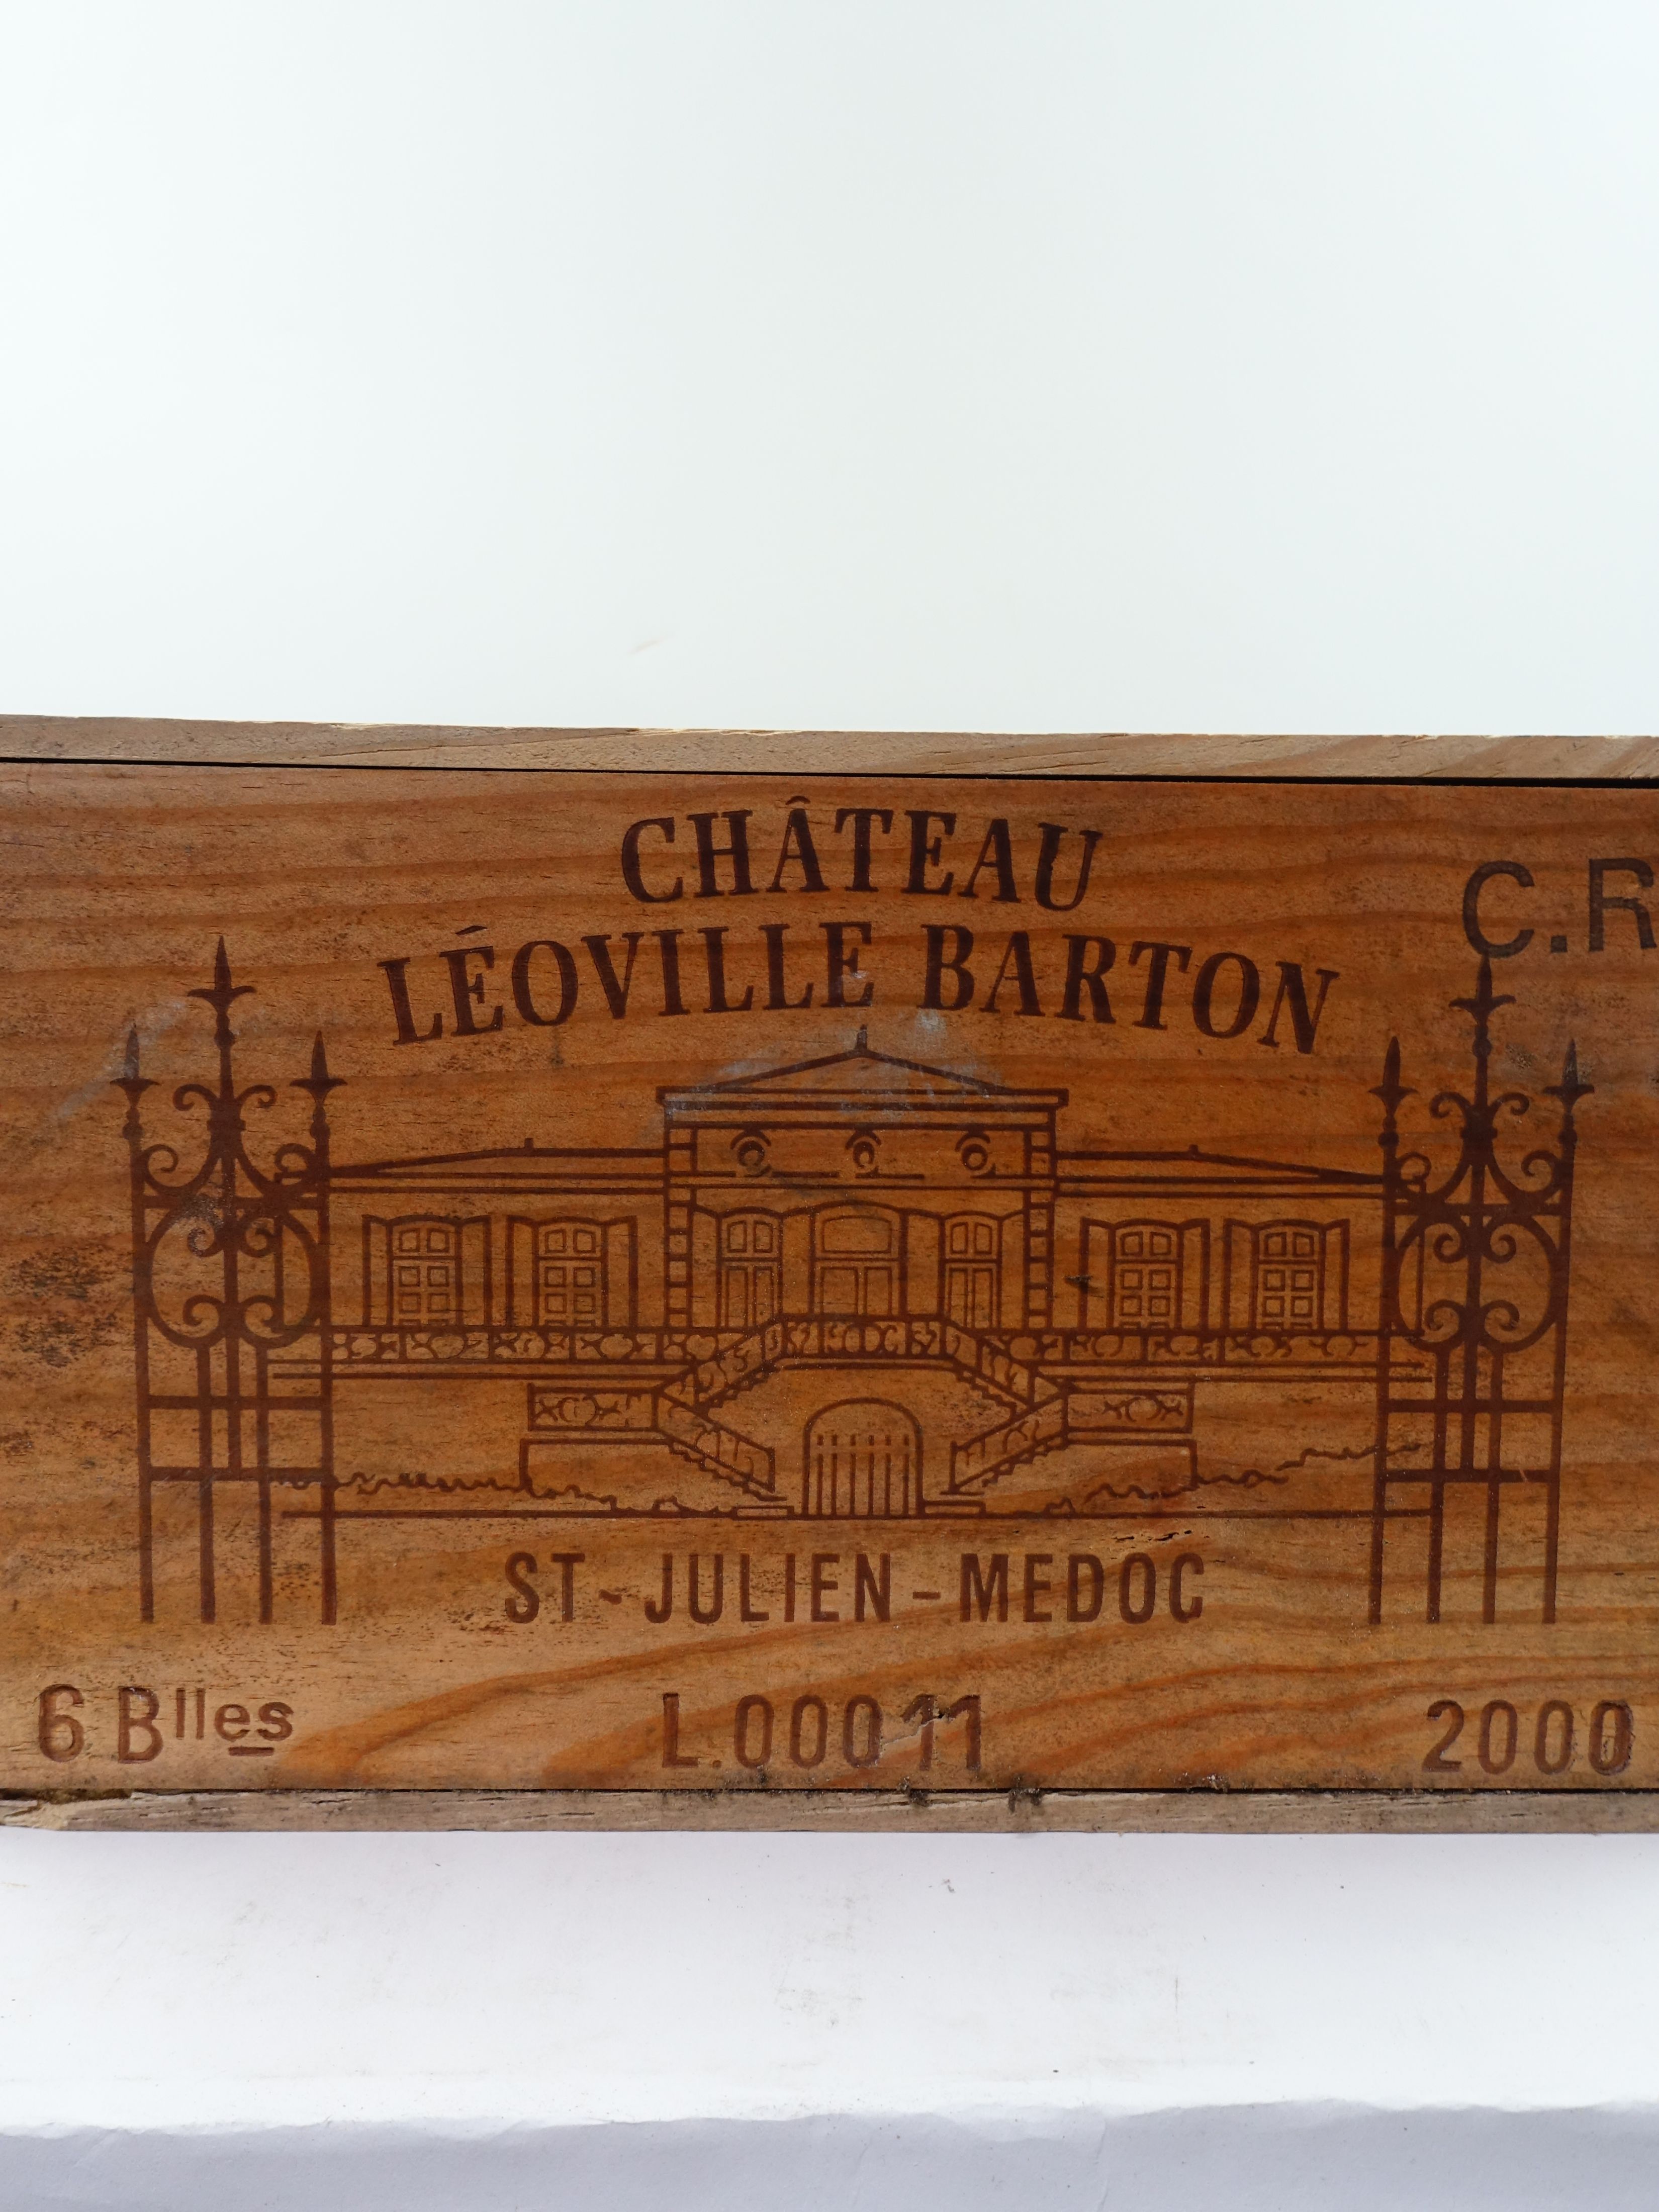 CHÂTEAU
LÉOVILLE BARTON
C.R
ST-JULIEN-MEDOC
6 Blles L.00011 2000